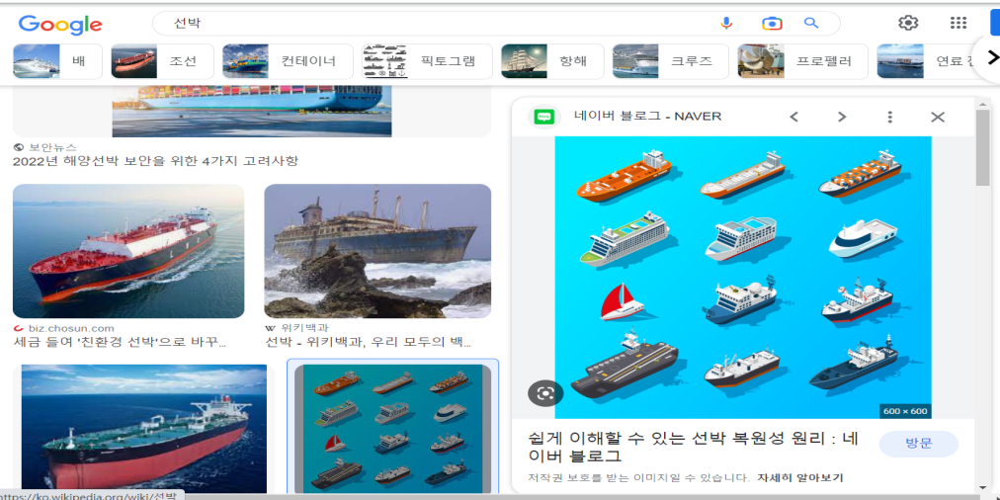 Google
선박
배
조선
컨테이너
픽토그램
항해
크루즈
프로펠러
연료
네이버 블로그 - NAVER
보안뉴스
2022년 해양선박 보안을 위한 4가지 고려사항
biz.chosun.com
세금 들여 '친환경 선박'으로 바꾸...
W 위키백과
선박 - 위키백과, 우리 모두의 백...
600 × 600
쉽게 이해할 수 있는 선박 복원성 원리 : 네
이버 블로그
방문
저작권 보호를 받는 이미지일 수 있습니다. 자세히 알아보기
https://ko.wikipedia.org/wiki/선박